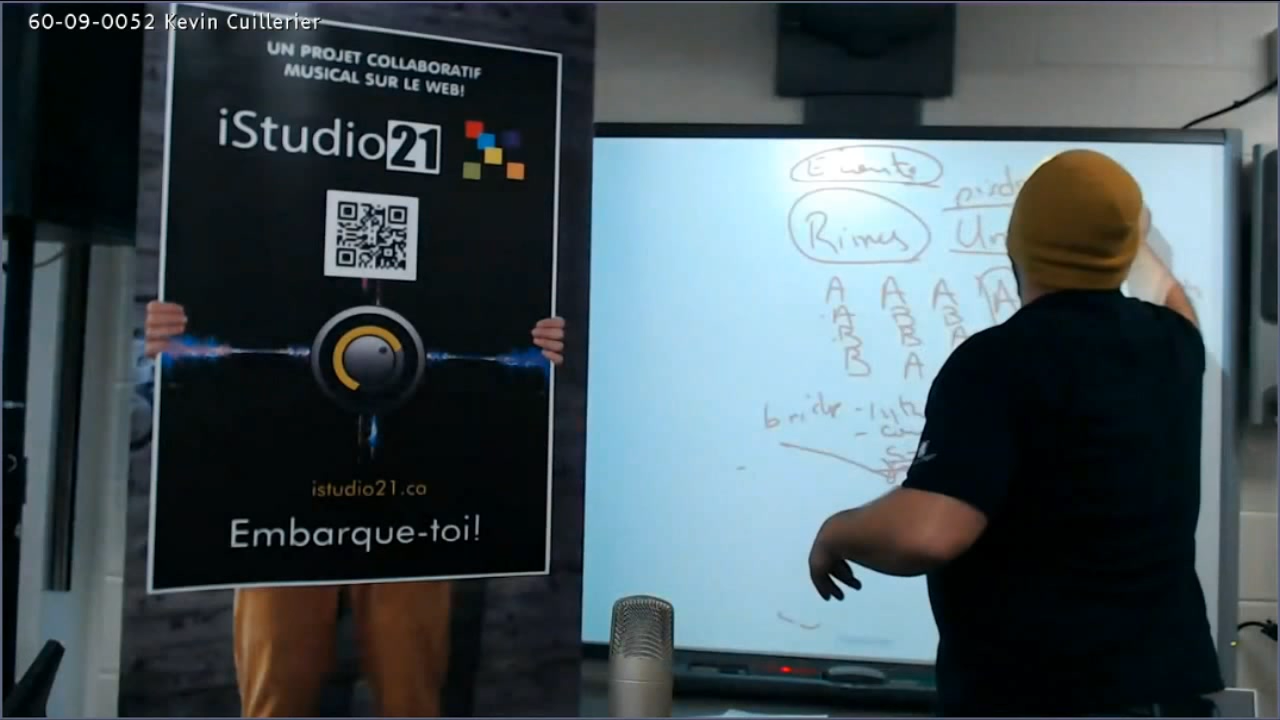 60-09-0052 Kevin Cuillerier
UN PROJET COLLABORATIF
MUSICAL SUR LE WEB!
iStudio21
istudio21.ca
Embarque-toi!
Rimes
A A A A
A B B
B B A
B A